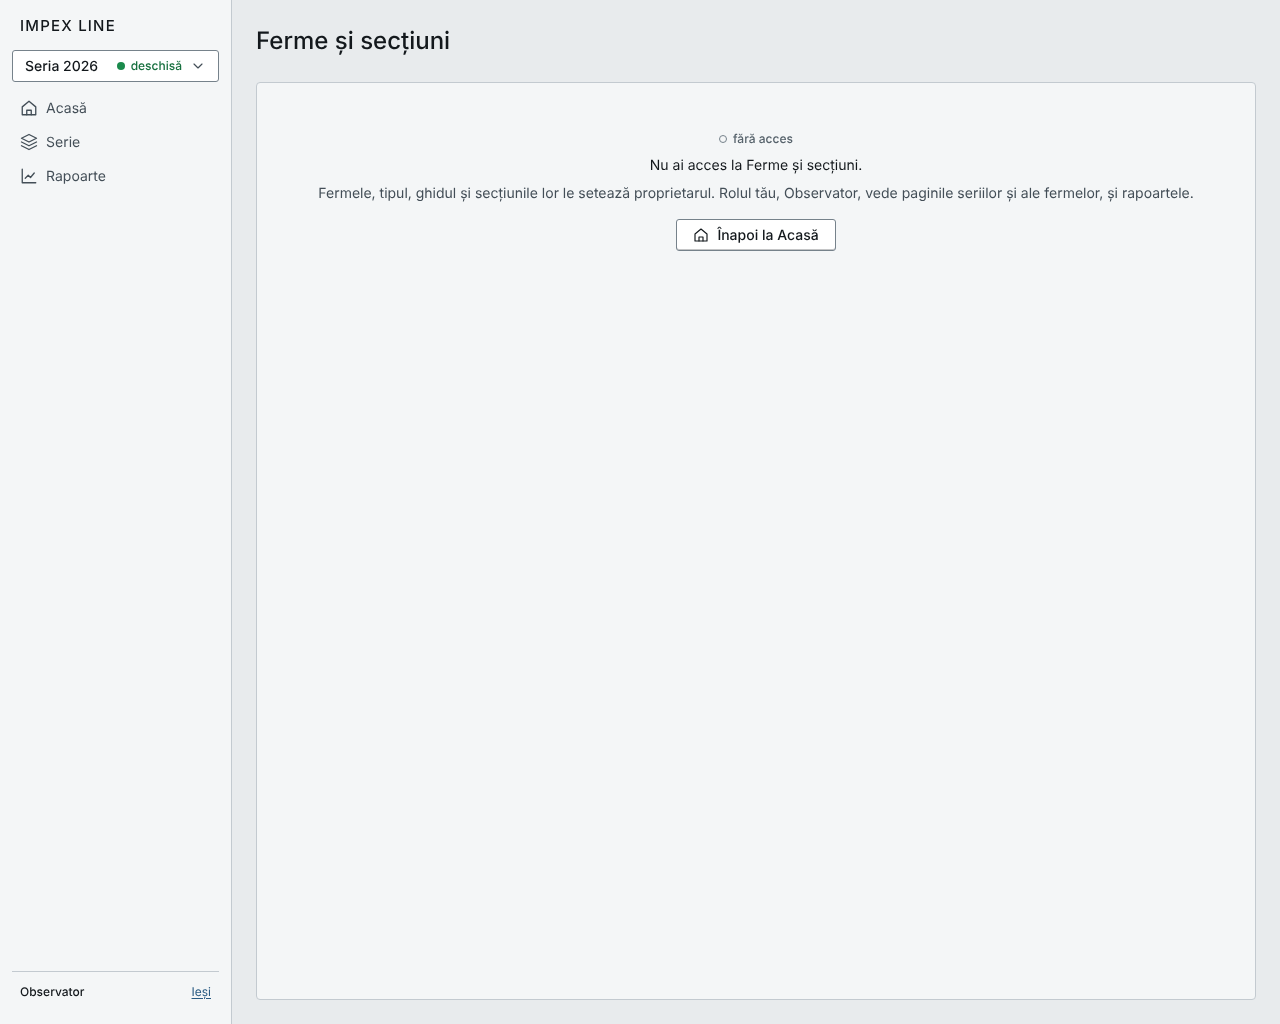 IMPEX LINE
Seria 2026 deschisă
Acasă
Serie
Rapoarte
Observator Ieși
Ferme și secțiuni
fără acces
Nu ai acces la Ferme și secțiuni.
Fermele, tipul, ghidul și secțiunile lor le setează proprietarul. Rolul tău, Observator, vede paginile seriilor și ale fermelor, și rapoartele.
Înapoi la Acasă